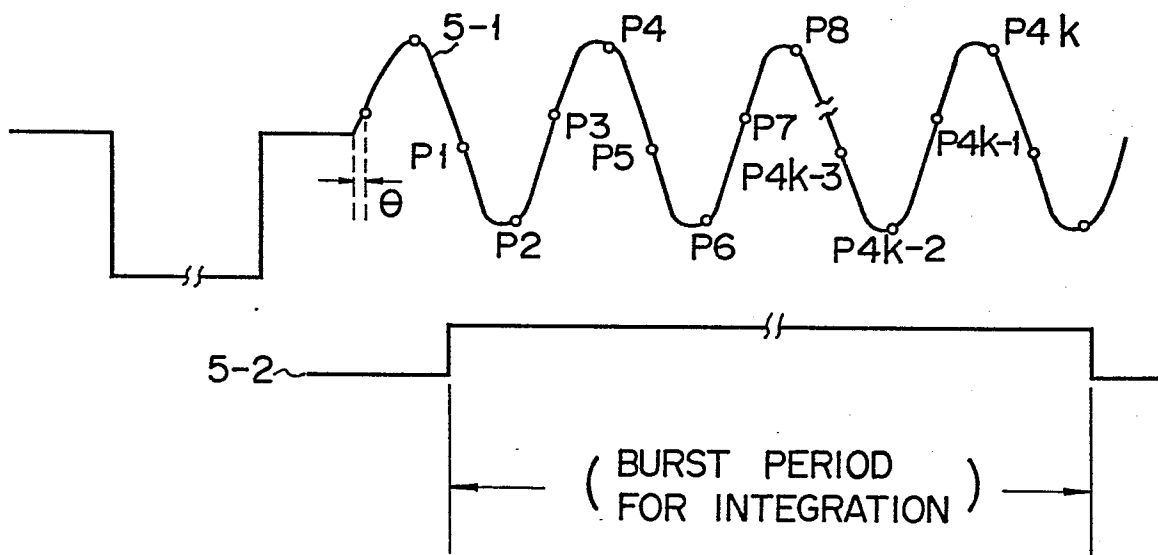 5-1
P4
P8
P4k
P1
P3
P5
P7
P4k-3
P4k-1
θ
P2
P6
P4k-2
5-2
( BURST PERIOD
FOR INTEGRATION )